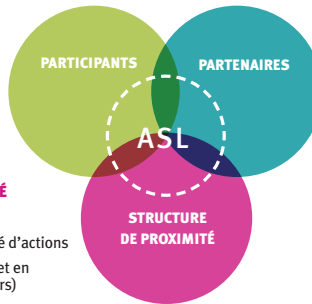 PARTICIPANTS
PARTENAIRES
ASL
É
STRUCTURE
DE PROXIMITÉ
é d'actions
et en
rs)